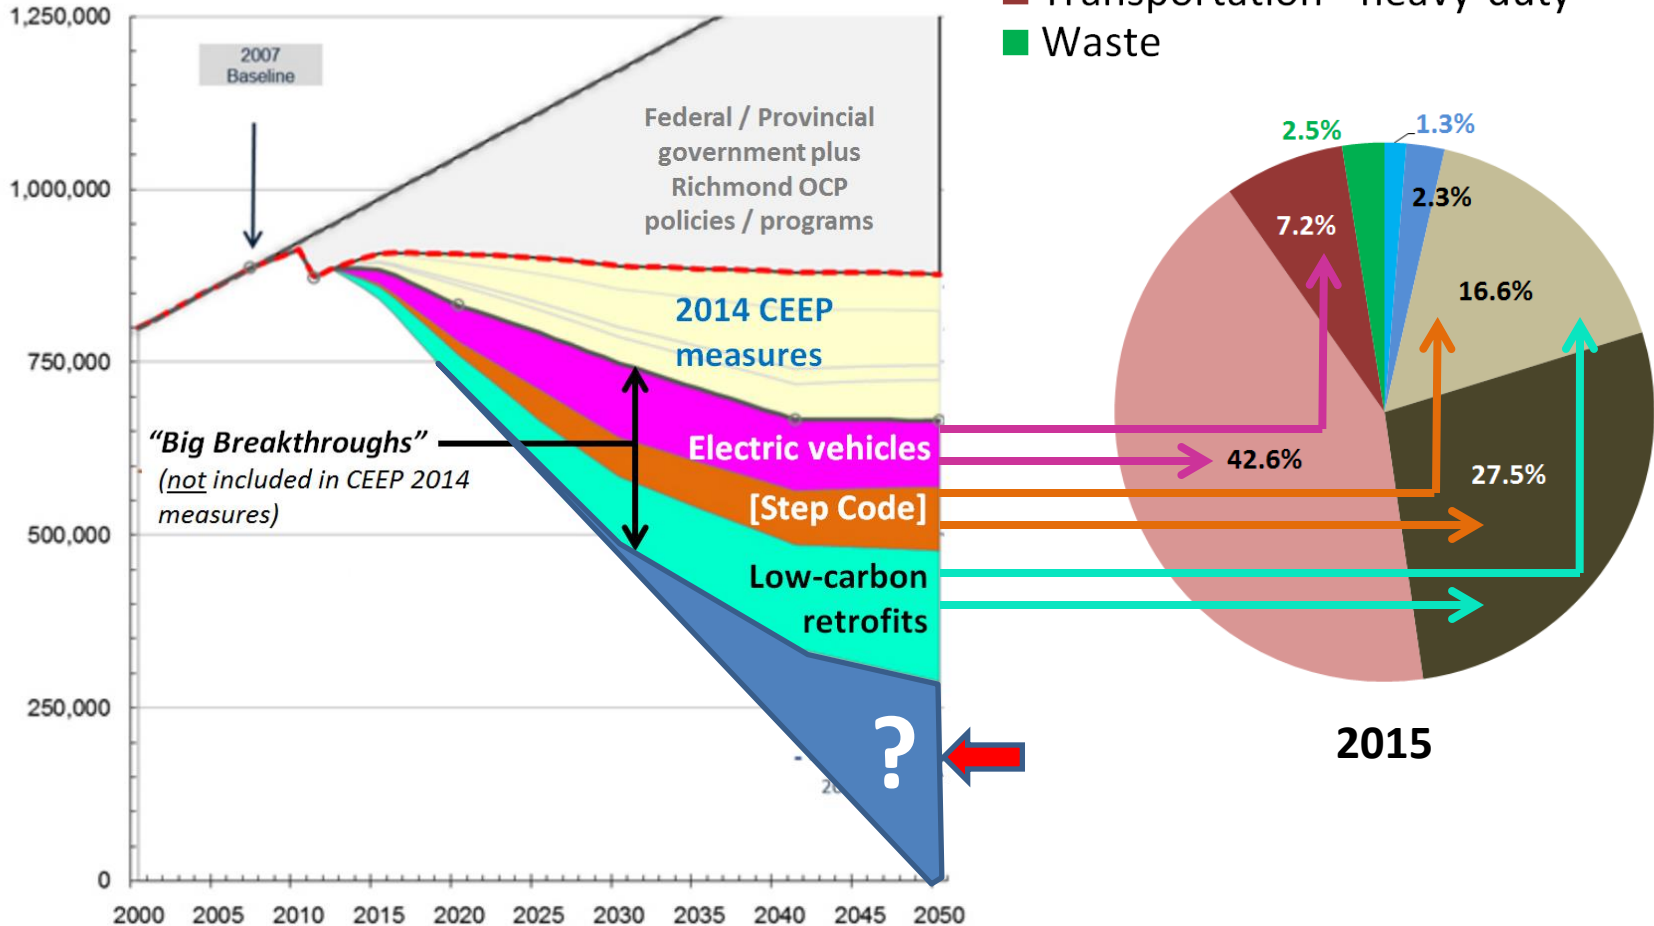 Transportation - heavy-duty
Waste
1,250,000
1,000,000
750,000
500,000
250,000
0
2007
Baseline
Federal / Provincial
government plus
Richmond OCP
policies / programs
2014 CEEP
measures
“Big Breakthroughs”
(not included in CEEP 2014
measures)
Electric vehicles
[Step Code]
Low-carbon
retrofits
?
2000 2005 2010 2015 2020 2025 2030 2035 2040 2045 2050
2.5%
1.3%
2.3%
7.2%
16.6%
42.6%
27.5%
2015